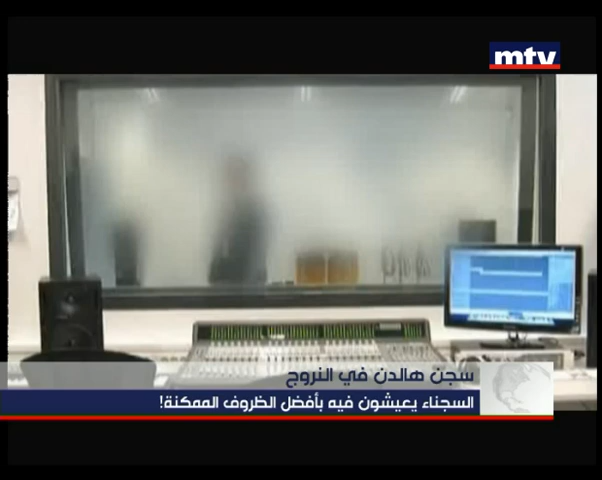 mtv
سجن هالدن في النروج
السجناء يعيشون فيه بأفضل الظروف الممكنة!